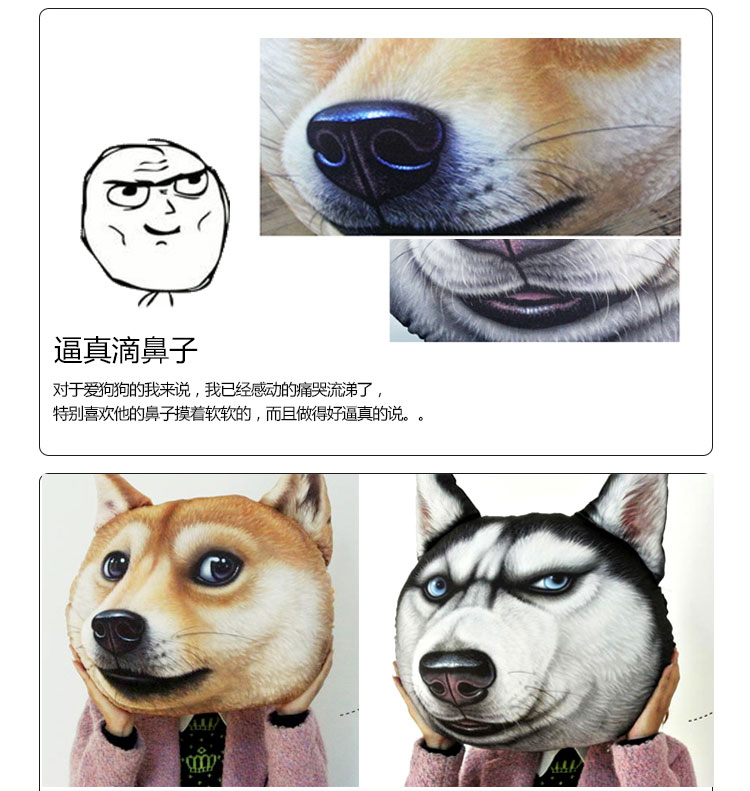 逼真滴鼻子
对于爱狗狗的我来说，我已经感动的痛哭流涕了，
特别喜欢他的鼻子摸着软软的，而且做得好逼真的说。。